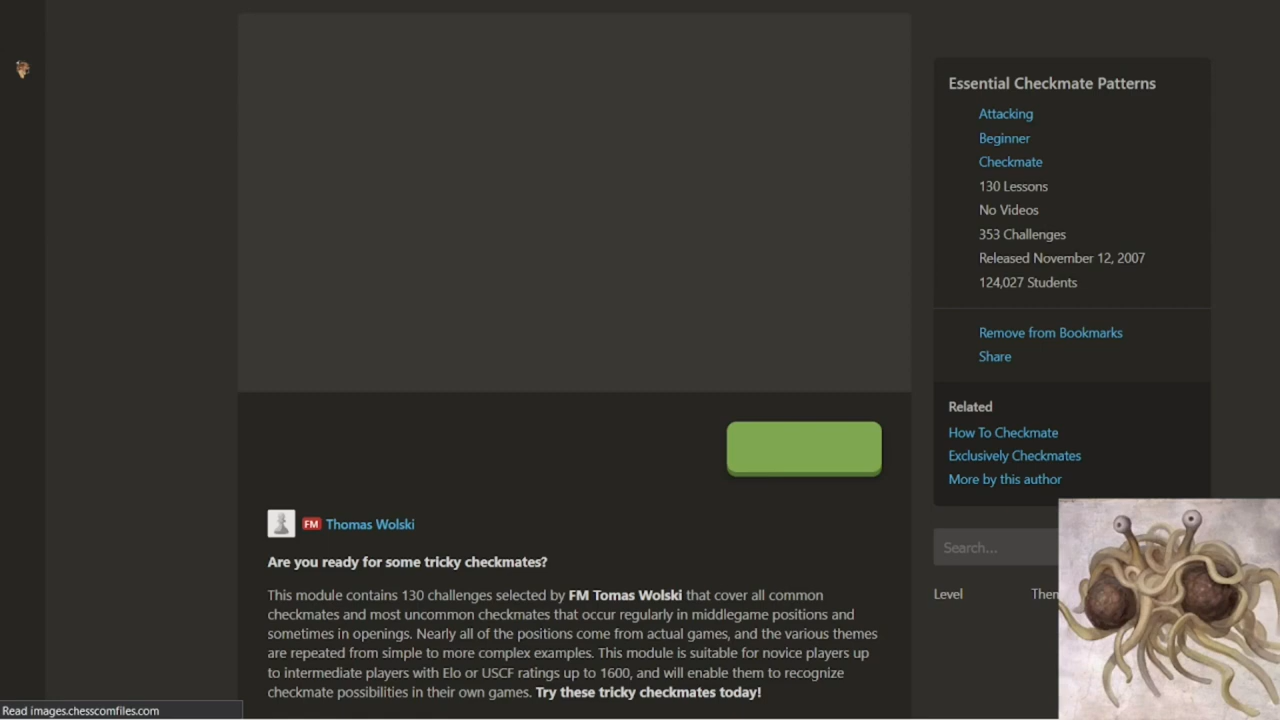 Essential Checkmate Patterns
Attacking
Beginner
Checkmate
130 Lessons
No Videos
353 Challenges
Released November 12, 2007
124,027 Students
Remove from Bookmarks
Share
Related
How To Checkmate
Exclusively Checkmates
More by this author
Search...
Level
FM Thomas Wolski
Are you ready for some tricky checkmates?
This module contains 130 challenges selected by FM Tomas Wolski that cover all common
checkmates and most uncommon checkmates that occur regularly in middlegame positions and
sometimes in openings. Nearly all of the positions come from actual games, and the various themes
are repeated from simple to more complex examples. This module is suitable for novice players up
to intermediate players with Elo or USCF ratings up to 1600, and will enable them to recognize
checkmate possibilities in their own games. Try these tricky checkmates today!
Read images.chesscomfiles.com